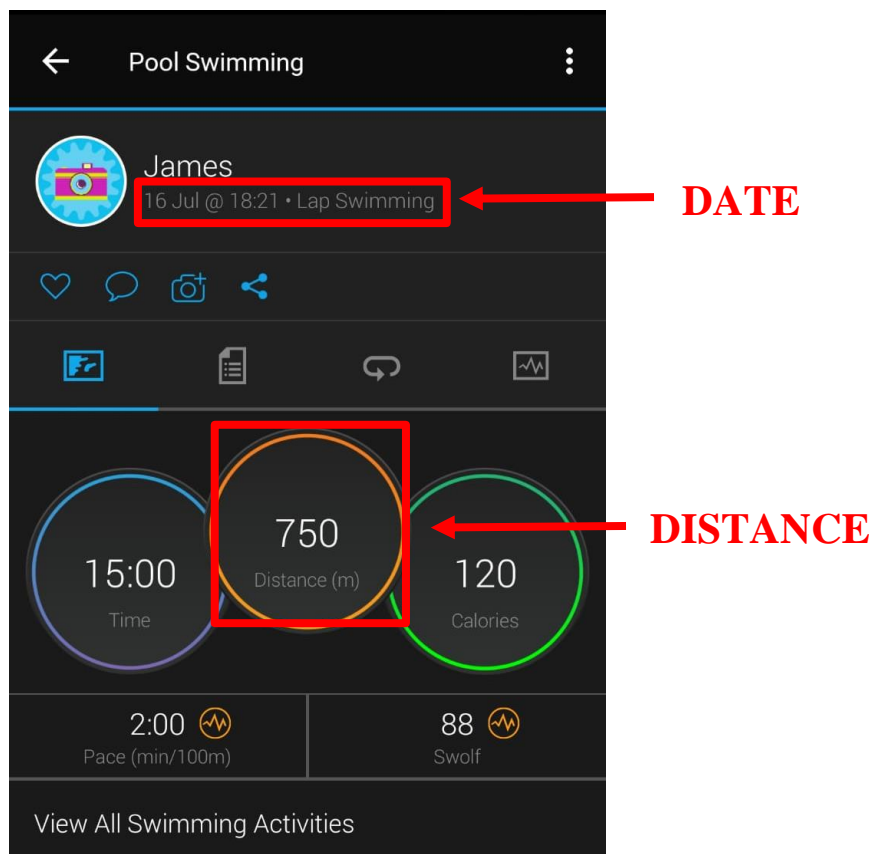 Pool Swimming
James
16 Jul @ 18:21 • Lap Swimming
DATE
750
Distance (m)
DISTANCE
15:00
Time
120
Calories
2:00
Pace (min/100m)
88
Swolf
View All Swimming Activities